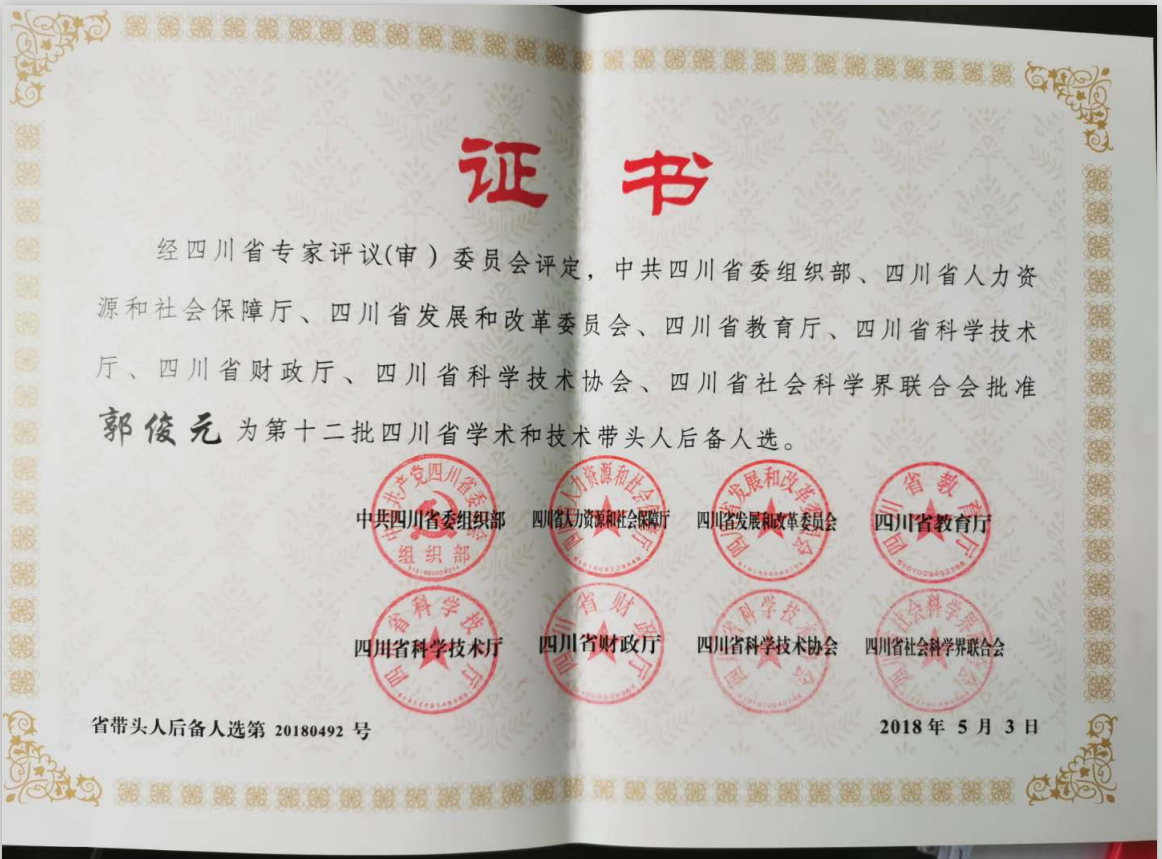 证书
经四川省专家评议(审)委员会评定，中共四川省委组织部、四川省人力资
源和社会保障厅、四川省发展和改革委员会、四川省教育厅、四川省科学技术
厅、四川省财政厅、四川省科学技术协会、四川省社会科学界联合会批准
郭俊元 为第十二批四川省学术和技术带头人后备人选。
中共四川省委组织部 四川省人力资源和社会保障厅 四川省发展和改革委员会 四川省教育厅
组织部
四川省科学技术厅 四川省财政厅 四川省科学技术协会 四川省社会科学界联合会
省带头人后备人选第 20180492 号
2018 年 5 月 3 日